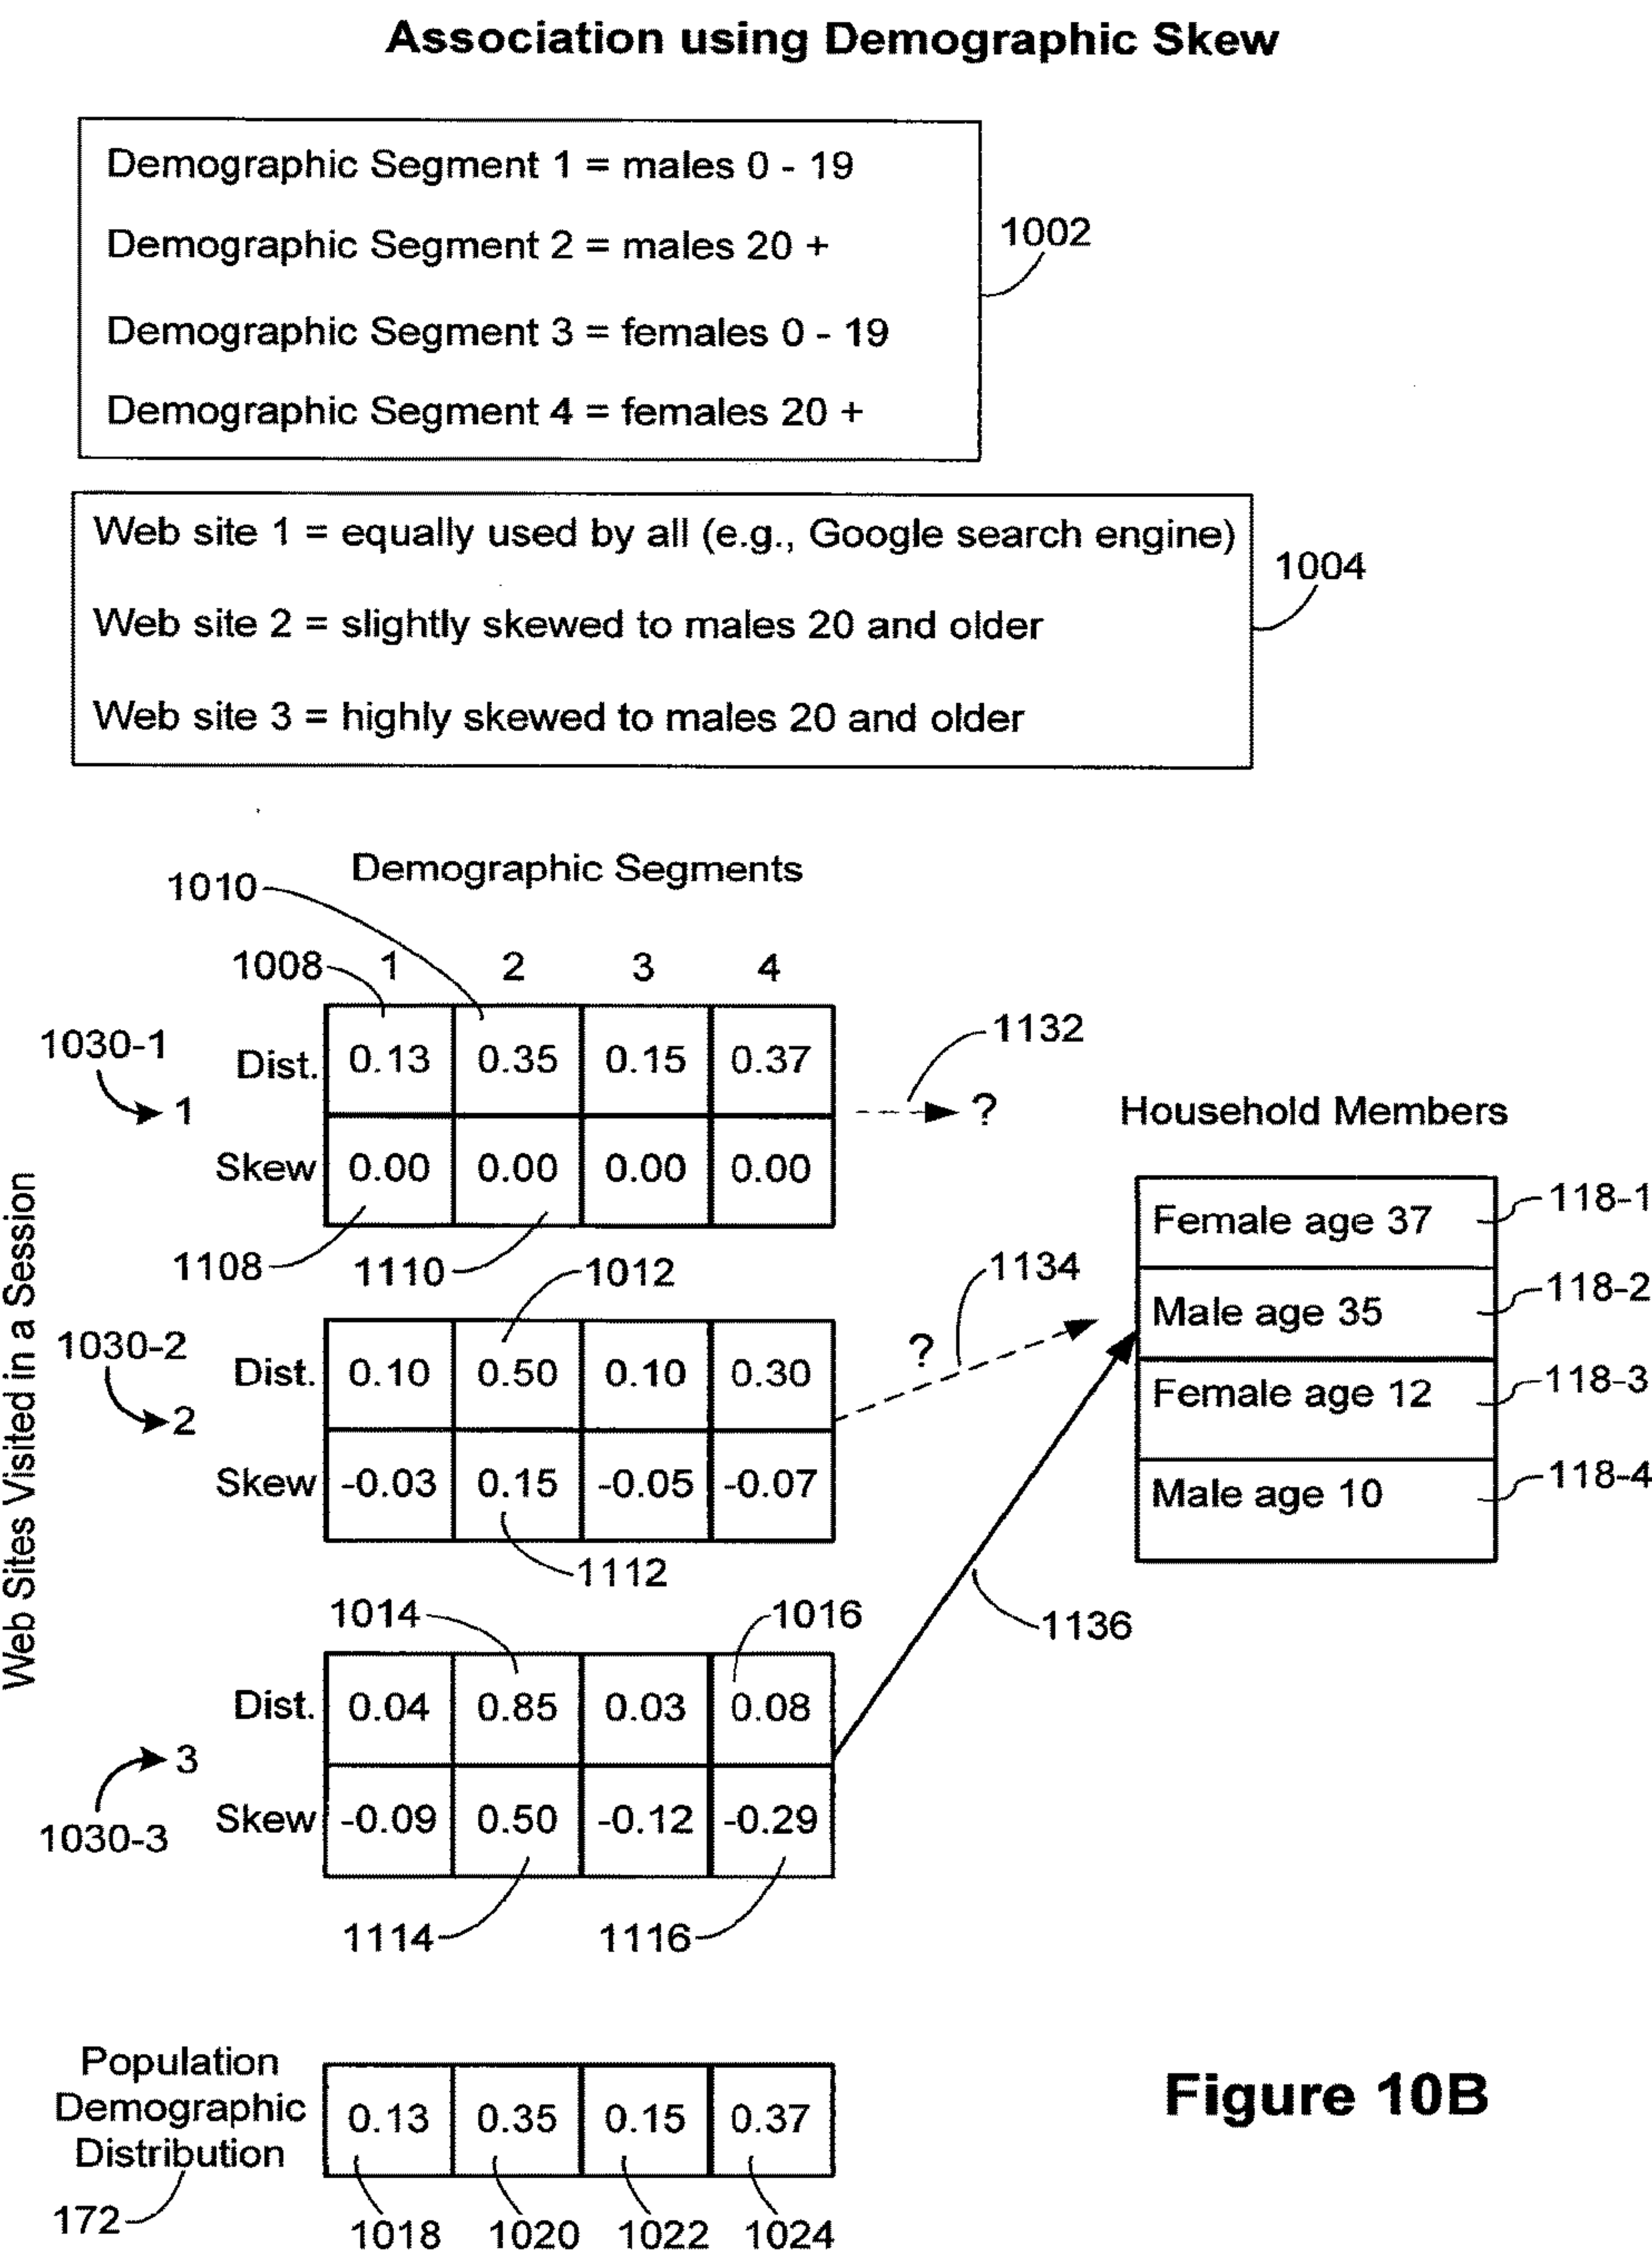 Association using Demographic Skew
Demographic Segment 1 = males 0 - 19
Demographic Segment 2 = males 20 +
1002
Demographic Segment 3 = females 0 - 19
Demographic Segment 4 = females 20 +
Web site 1 = equally used by all (e.g., Google search engine)
1004
Web site 2 = slightly skewed to males 20 and older
Web site 3 = highly skewed to males 20 and older
Demographic Segments
1010
1008 1 2 3 4
1030-1
1
Dist. 0.13 0.35 0.15 0.37
1132
?
Skew 0.00 0.00 0.00 0.00
1108 1110
Web Sites Visited in a Session
1012
1030-2
2
Dist. 0.10 0.50 0.10 0.30
?
1134
Skew -0.03 0.15 -0.05 -0.07
1112
Household Members
Female age 37 118-1
Male age 35 118-2
Female age 12 118-3
Male age 10 118-4
1136
1014 1016
Dist. 0.04 0.85 0.03 0.08
3
1030-3
Skew -0.09 0.50 -0.12 -0.29
1114 1116
Population
Demographic
Distribution
172
0.13 0.35 0.15 0.37
1018 1020 1022 1024
Figure 10B